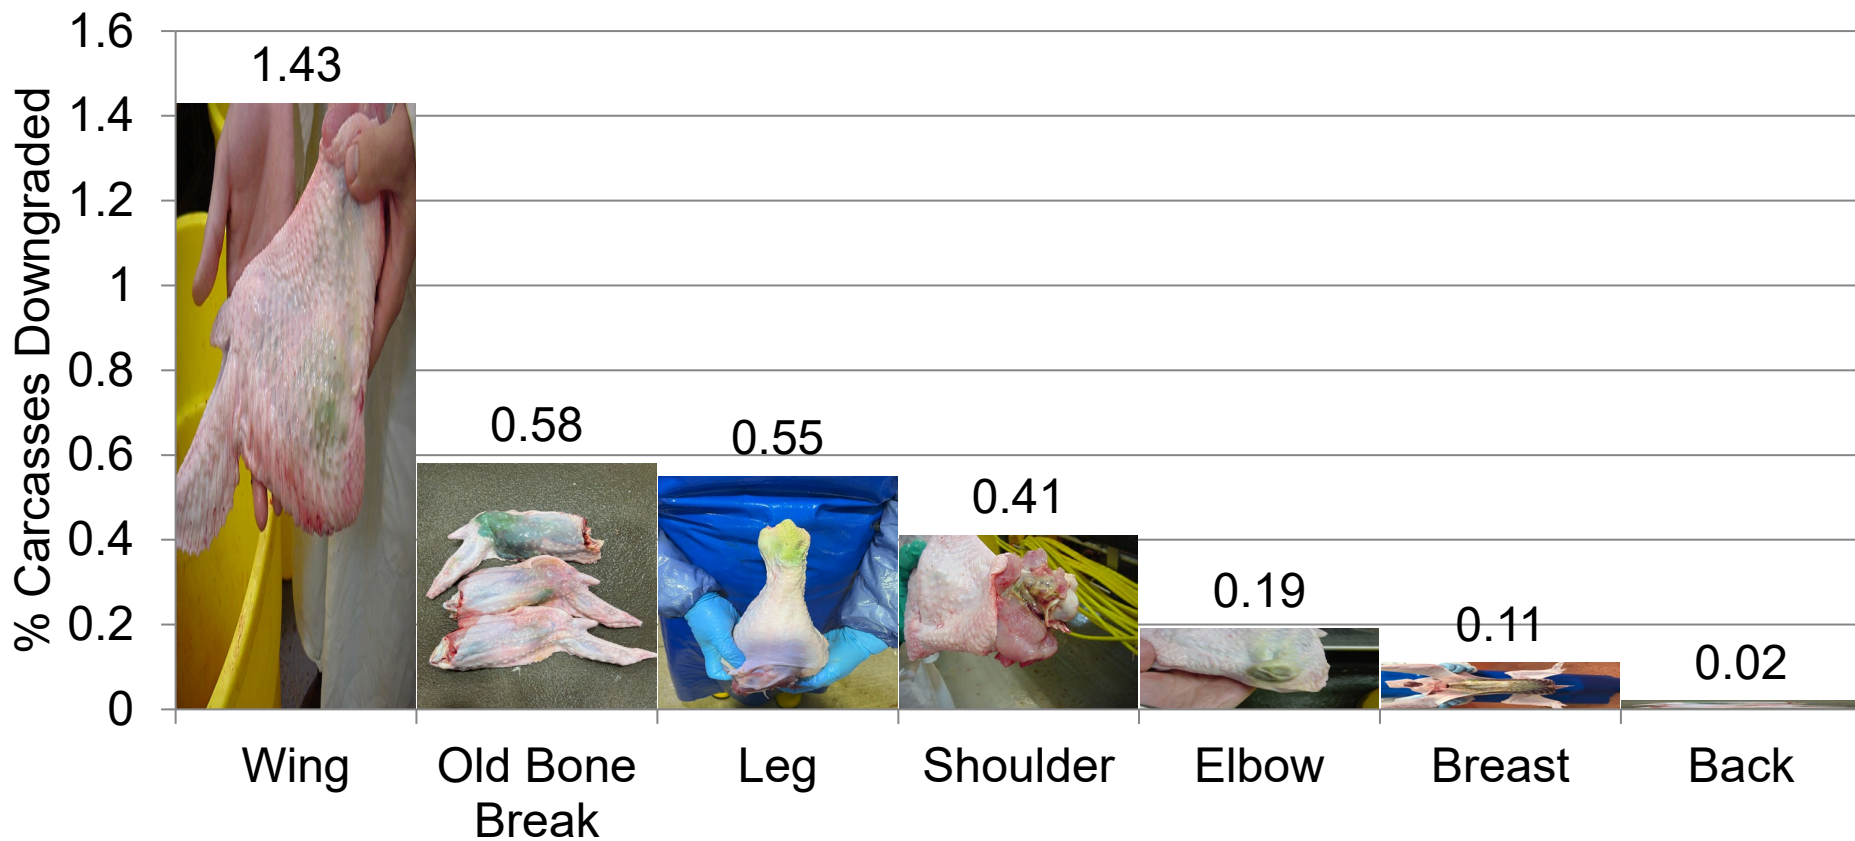 % Carcasses Downgraded
1.6
1.4
1.2
1
0.8
0.6
0.4
0.2
0
1.43
0.58
0.55
0.41
0.19
0.11
0.02
Wing
Old Bone
Break
Leg
Shoulder
Elbow
Breast
Back